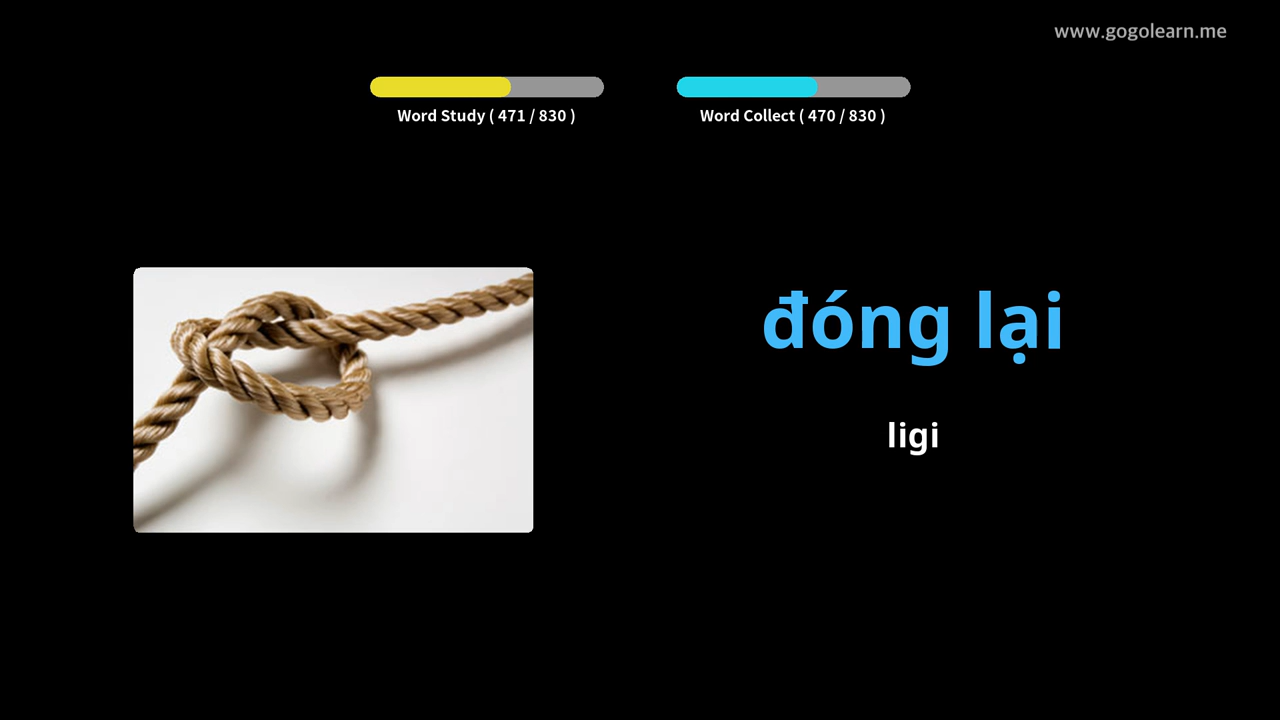 www.gogolearn.me
Word Study ( 471 / 830 )
Word Collect ( 470 / 830 )
đóng lại
ligi